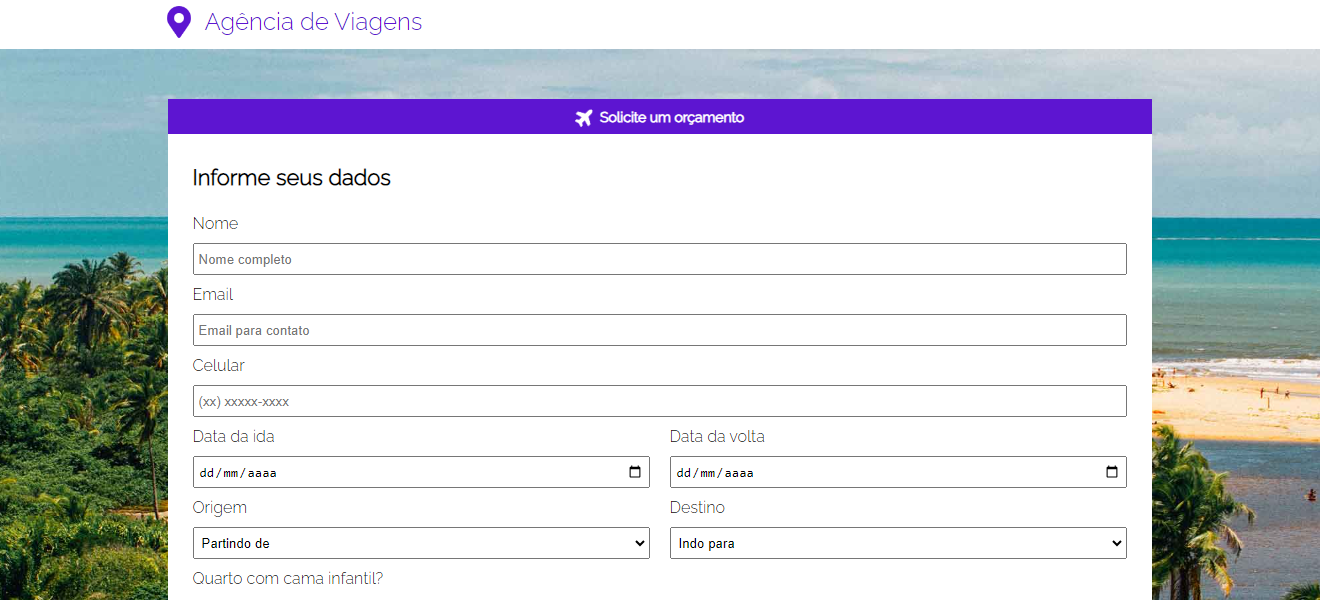 Agência de Viagens
Solicite um orçamento
Informe seus dados
Nome
Nome completo
Email
Email para contato
Celular
(xx) xxxxx-xxxx
Data da ida
Data da volta
dd/mm/aaaa
dd/mm/aaaa
Origem
Destino
Partindo de
Indo para
Quarto com cama infantil?